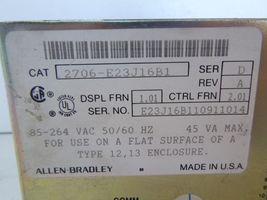 CAT 2706-E23J16B1 SER D
REV A
DSPL FRN 1.01 CTRL FRN 2.01
SER. NO. E23J16B110911014
85-264 VAC 50/60 HZ 45 VA MAX.
FOR USE ON A FLAT SURFACE OF A
TYPE 12,13 ENCLOSURE.
ALLEN-BRADLEY MADE IN U.S.A.
COMM